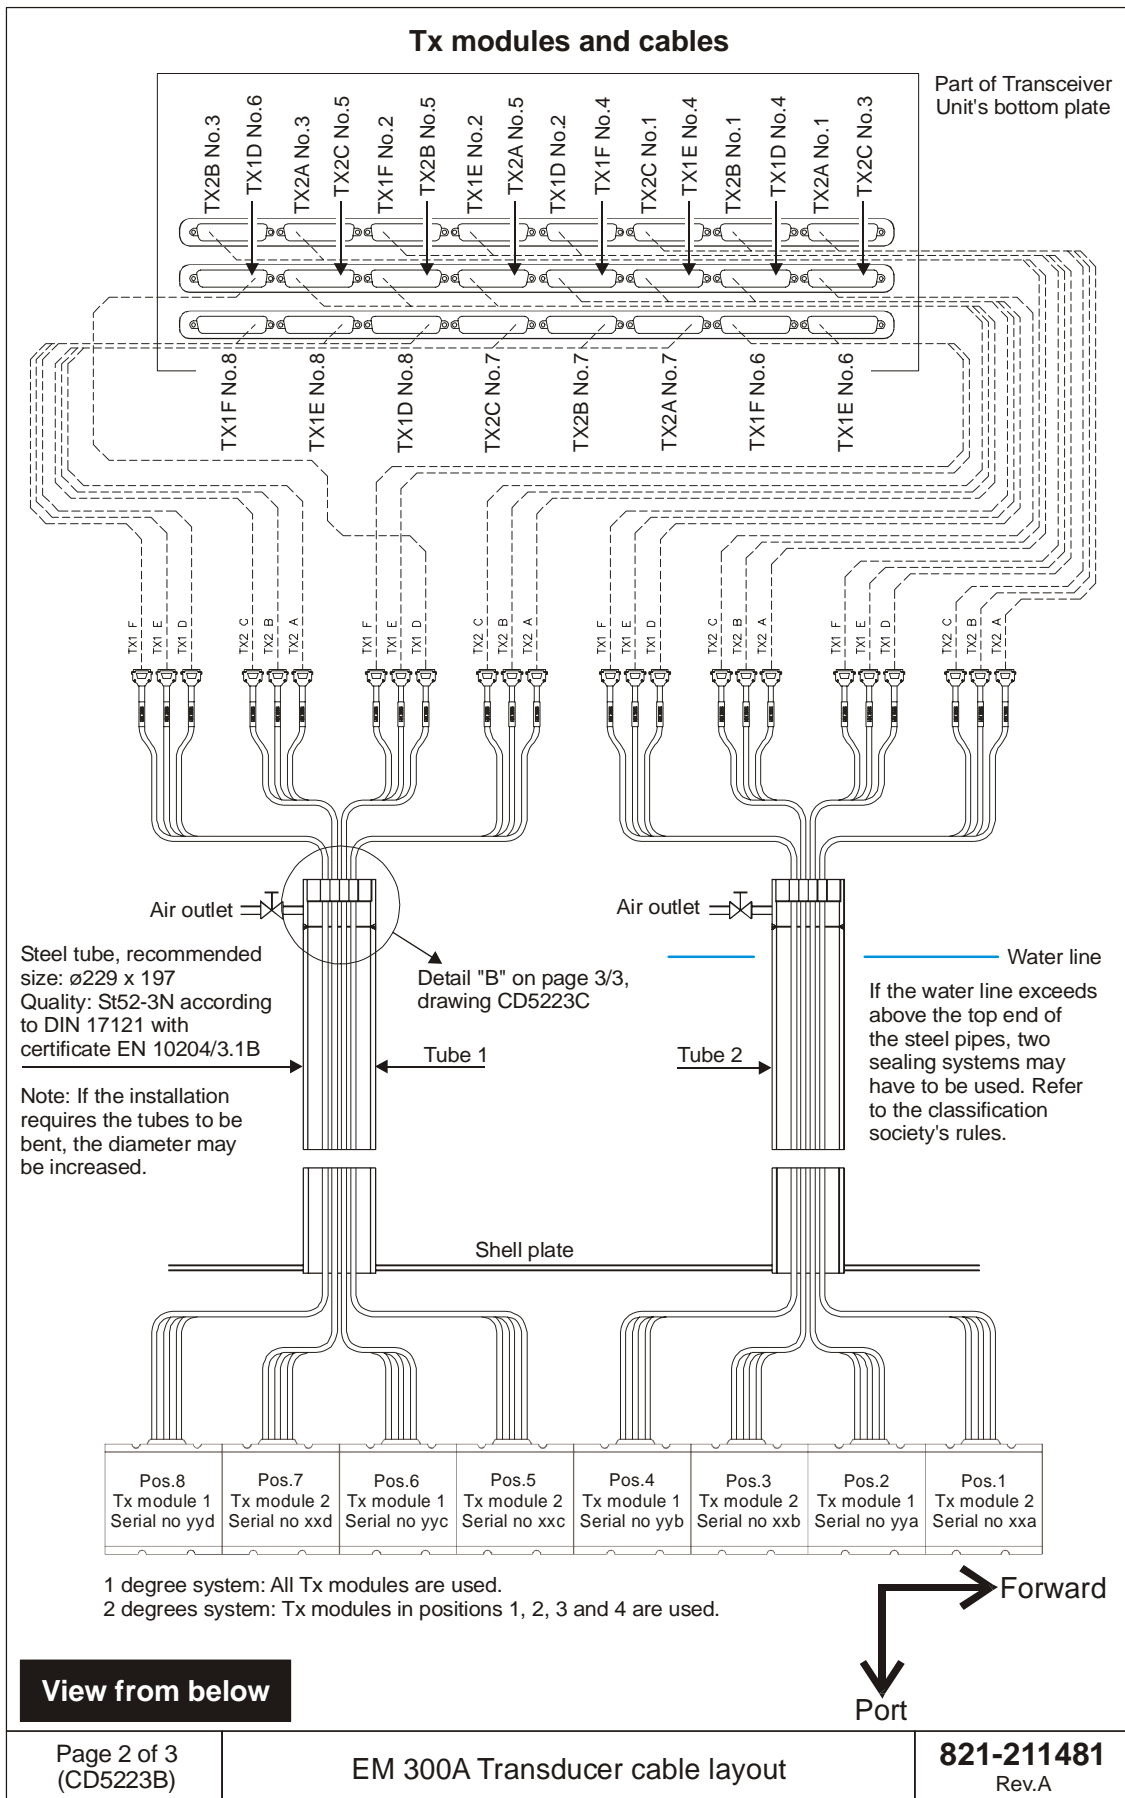 Tx modules and cables
Part of Transceiver
Unit's bottom plate
TX2B No.3
TX1D No.6
TX2A No.3
TX2C No.5
TX1F No.2
TX2B No.5
TX1E No.2
TX2A No.5
TX1D No.2
TX1F No.4
TX2C No.1
TX1E No.4
TX2B No.1
TX1D No.4
TX2A No.1
TX2C No.3
TX1F No.8
TX1E No.8
TX1D No.8
TX2C No.7
TX2B No.7
TX2A No.7
TX1F No.6
TX1E No.6
TX1 F
TX1 E
TX1 D
TX2 C
TX2 B
TX2 A
TX1 F
TX1 E
TX1 D
TX2 C
TX2 B
TX2 A
TX1 F
TX1 E
TX1 D
TX2 C
TX2 B
TX2 A
TX1 F
TX1 E
TX1 D
TX2 C
TX2 B
TX2 A
Air outlet
Air outlet
Steel tube, recommended
size: ø229 x 197
Quality: St52-3N according
to DIN 17121 with
certificate EN 10204/3.1B
Note: If the installation
requires the tubes to be
bent, the diameter may
be increased.
Detail "B" on page 3/3,
drawing CD5223C
Tube 1
Tube 2
Water line
If the water line exceeds
above the top end of
the steel pipes, two
sealing systems may
have to be used. Refer
to the classification
society's rules.
Shell plate
Pos.8
Tx module 1
Serial no yyd
Pos.7
Tx module 2
Serial no xxd
Pos.6
Tx module 1
Serial no yyc
Pos.5
Tx module 2
Serial no xxc
Pos.4
Tx module 1
Serial no yyb
Pos.3
Tx module 2
Serial no xxb
Pos.2
Tx module 1
Serial no yya
Pos.1
Tx module 2
Serial no xxa
1 degree system: All Tx modules are used.
2 degrees system: Tx modules in positions 1, 2, 3 and 4 are used.
Forward
Port
View from below
Page 2 of 3
(CD5223B)
EM 300A Transducer cable layout
821-211481
Rev.A